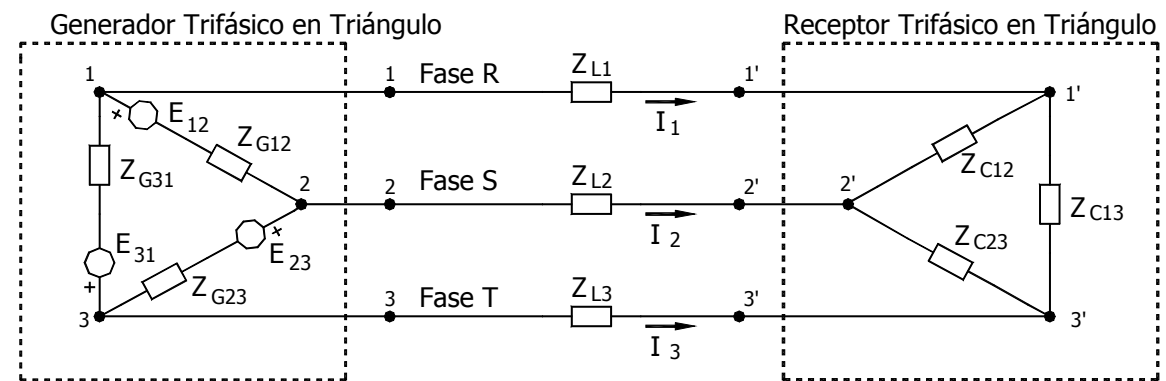 Generador Trifásico en Triángulo
Receptor Trifásico en Triángulo
1
1 Fase R
Z L1
1'
1'
+ E 12
Z G12
I 1
Z C12
Z G31
2
2 Fase S
Z L2
2'
2'
Z C13
E 31
+
+
E 23
I 2
Z C23
Z G23
3
3 Fase T
Z L3
3'
3'
I 3